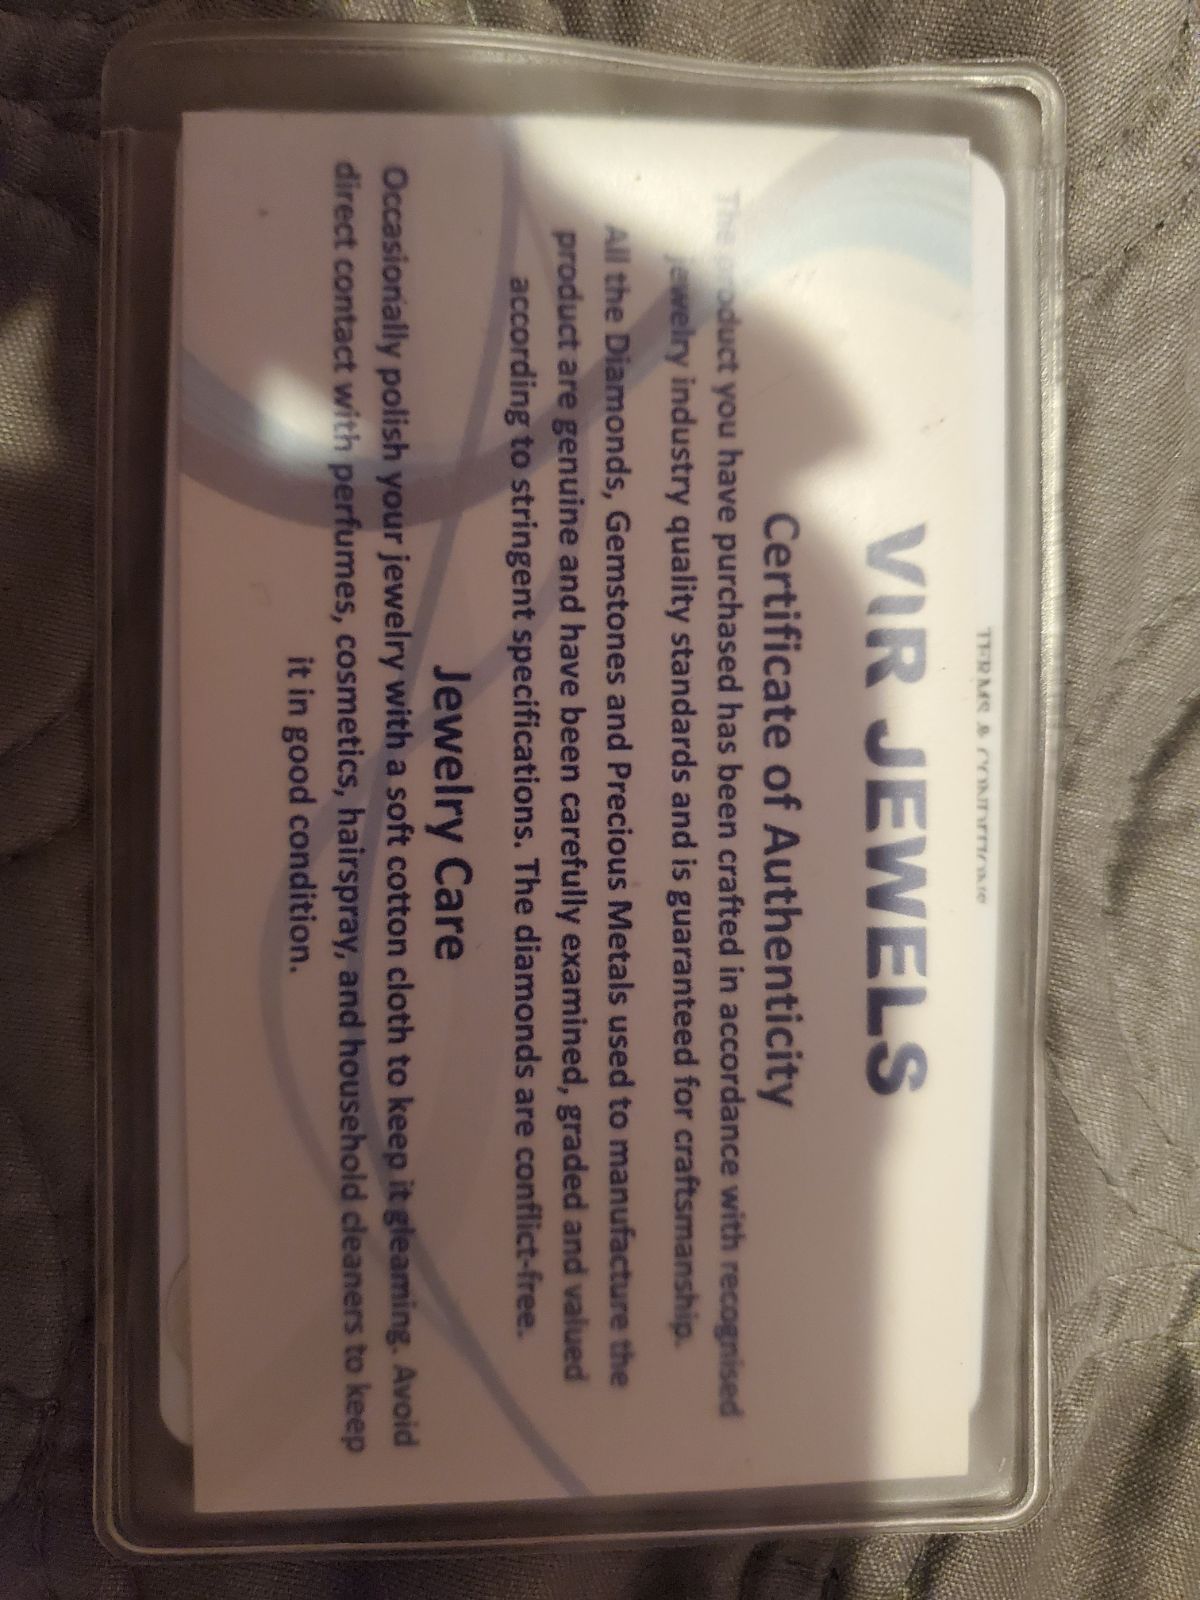 TERMS & CONDITIONS
VIR JEWELS
Certificate of Authenticity
The product you have purchased has been crafted in accordance with recognised
jewelry industry quality standards and is guaranteed for craftsmanship.
All the Diamonds, Gemstones and Precious Metals used to manufacture the
product are genuine and have been carefully examined, graded and valued
according to stringent specifications. The diamonds are conflict-free.
Jewelry Care
Occasionally polish your jewelry with a soft cotton cloth to keep it gleaming. Avoid
direct contact with perfumes, cosmetics, hairspray, and household cleaners to keep
it in good condition.